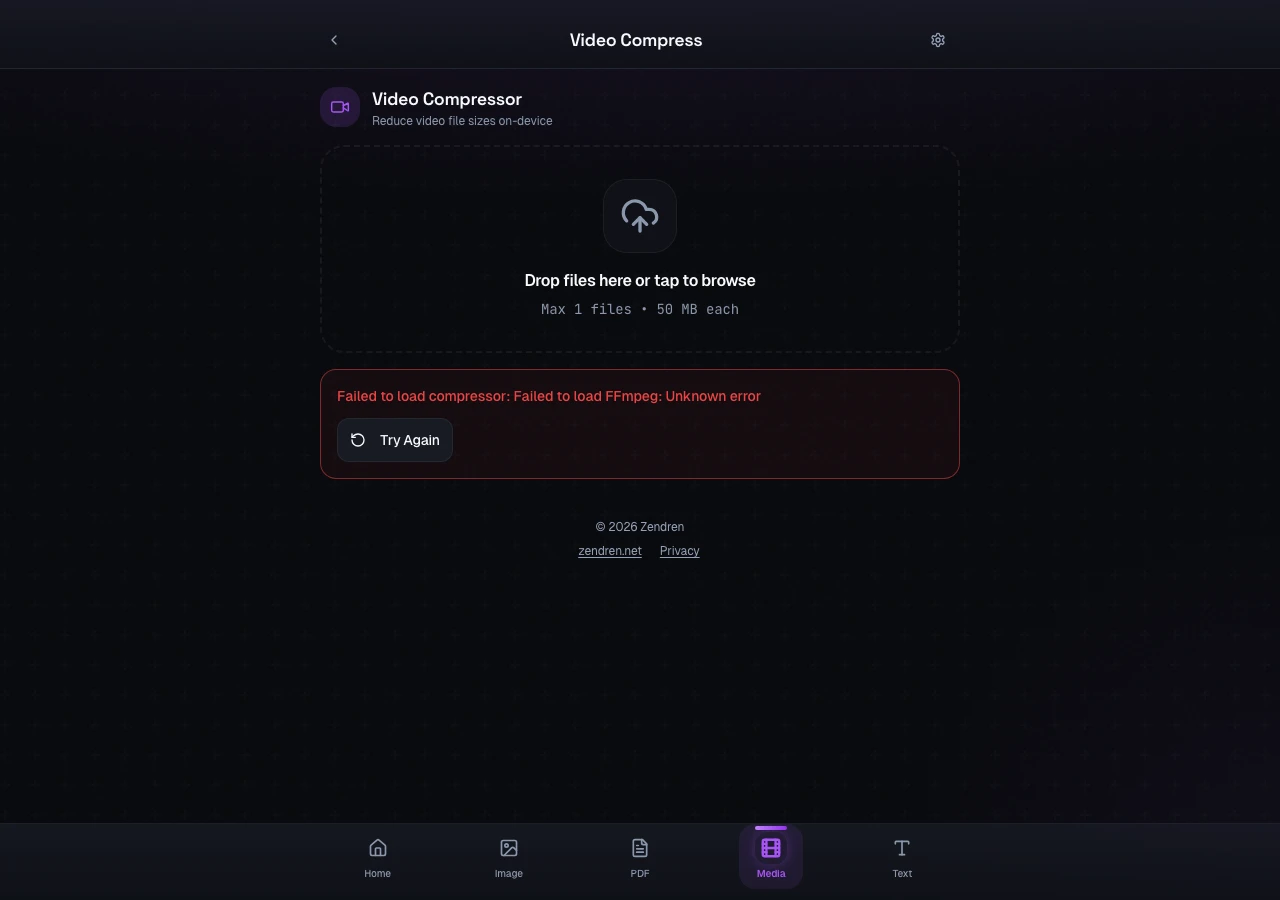 Video Compress
Video Compressor
Reduce video file sizes on-device
Drop files here or tap to browse
Max 1 files • 50 MB each
Failed to load compressor: Failed to load FFmpeg: Unknown error
Try Again
© 2026 Zendren
zendren.net Privacy
Home Image PDF Media Text